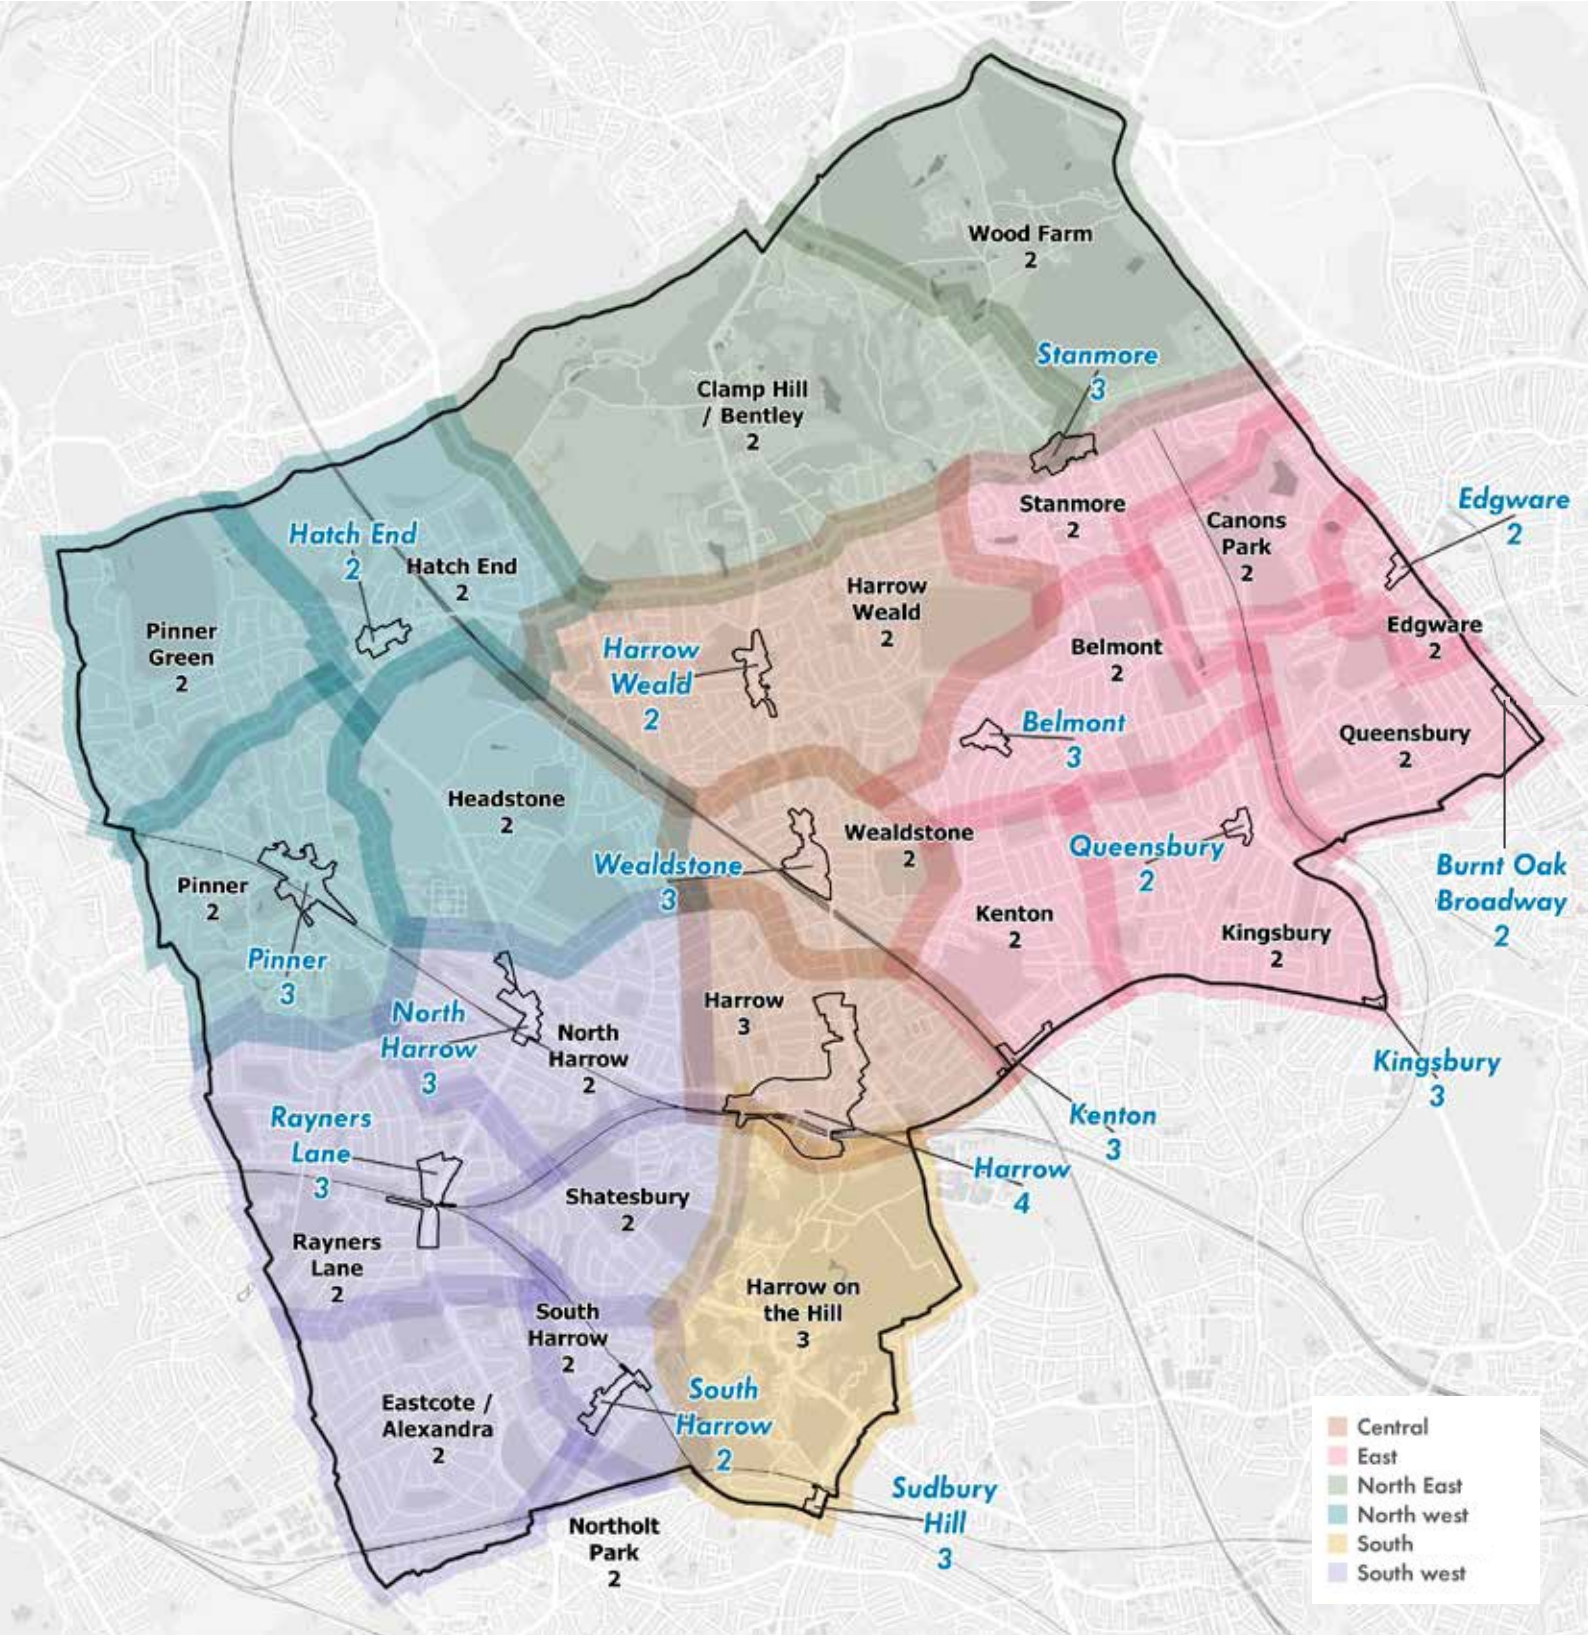 Wood Farm
2
Stanmore
3
Clamp Hill
/ Bentley
2
Stanmore
2
Canons
Park
2
Edgware
2
Hatch End
2
Hatch End
2
Harrow
Weald
2
Pinner
Green
2
Edgware
2
Belmont
2
Harrow
Weald
2
Belmont
3
Queensbury
2
Headstone
2
Wealdstone
2
Queensbury
2
Wealdstone
3
Burnt Oak
Broadway
2
Pinner
2
Kenton
2
Kingsbury
2
Pinner
3
Harrow
3
North
Harrow
3
North
Harrow
2
Kingsbury
3
Rayners
Lane
3
Kenton
3
Harrow
4
Shatesbury
2
Rayners
Lane
2
Harrow on
the Hill
3
South
Harrow
2
Eastcote /
Alexandra
2
South
Harrow
2
Sudbury
Hill
3
Northolt
Park
2
Central
East
North East
North west
South
South west